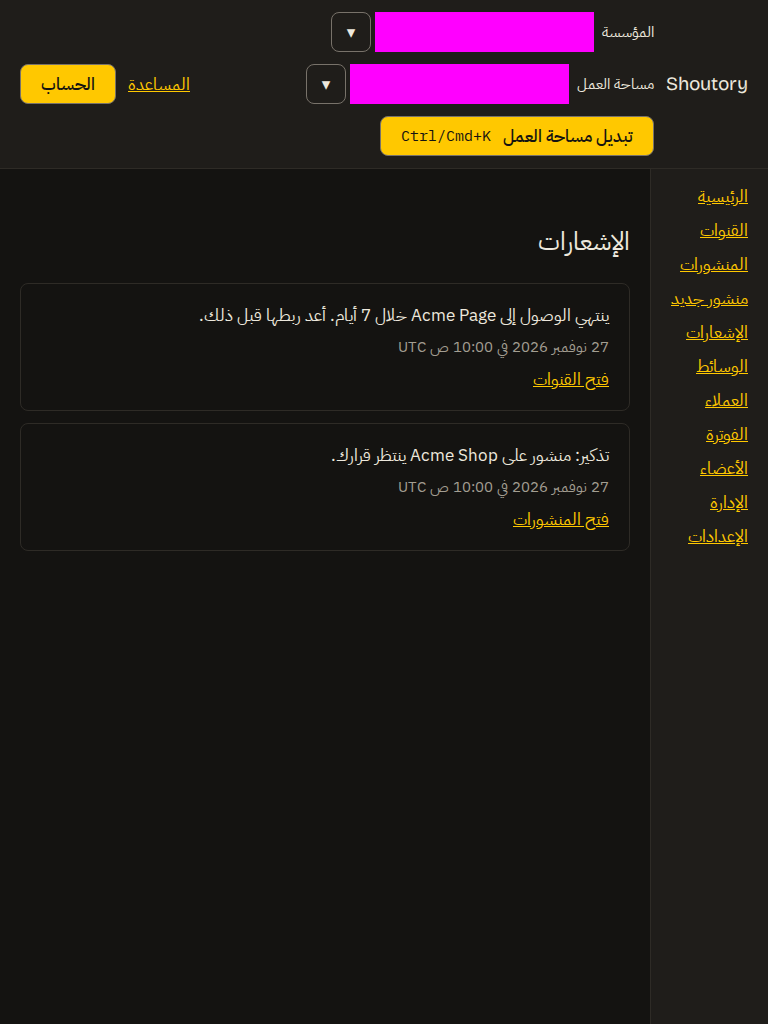 المؤسسة
▼
Shoutory
مساحة العمل
▼
المساعدة
الحساب
تبديل مساحة العمل Ctrl/Cmd+K
الرئيسية
القنوات
المنشورات
منشور جديد
الإشعارات
الوسائط
العملاء
الفوترة
الأعضاء
الإدارة
الإعدادات
الإشعارات
ينتهي الوصول إلى Acme Page خلال 7 أيام. أعد ربطها قبل ذلك.
27 نوفمبر 2026 في 10:00 ص UTC
فتح القنوات
تذكير: منشور على Acme Shop ينتظر قرارك.
27 نوفمبر 2026 في 10:00 ص UTC
فتح المنشورات